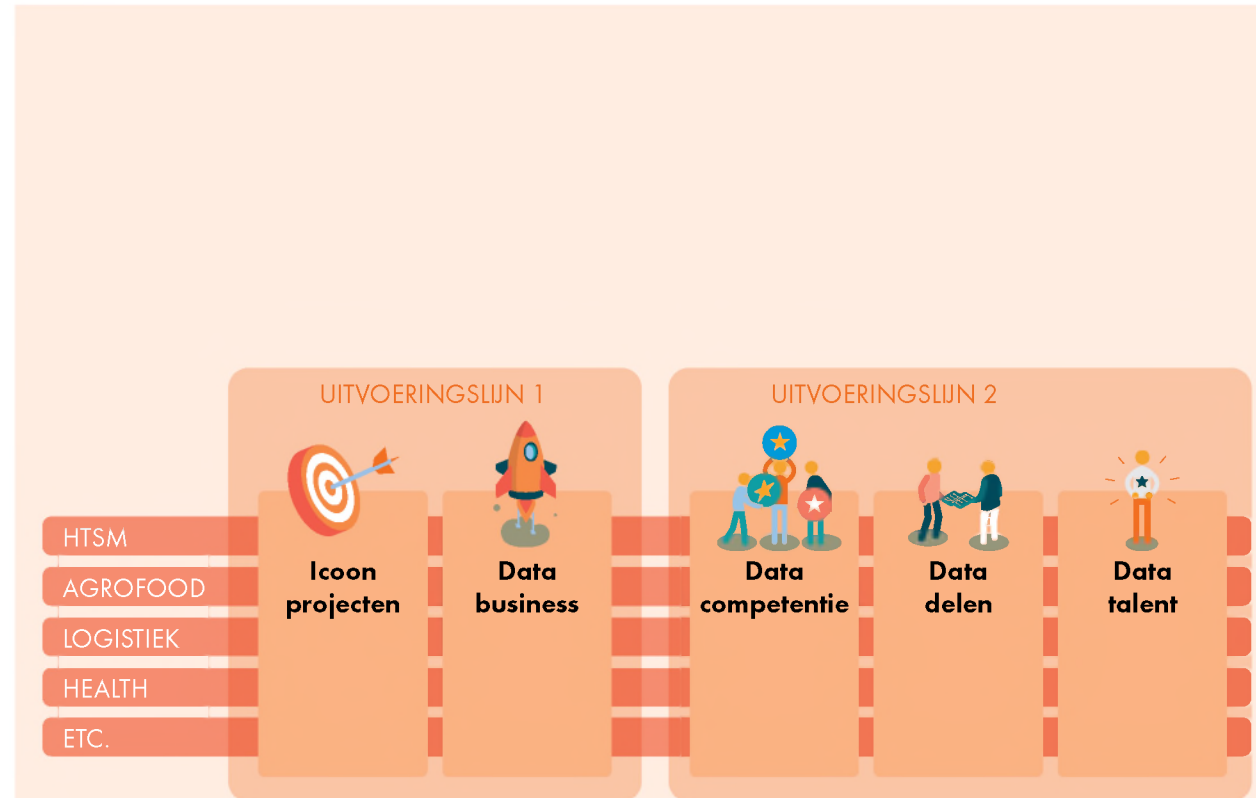 UITVOERINGSLIJN 1
UITVOERINGSLIJN 2
HTSM
AGROFOOD
LOGISTIEK
HEALTH
ETC.
Icoon
projecten
Data
business
Data
competentie
Data
delen
Data
talent